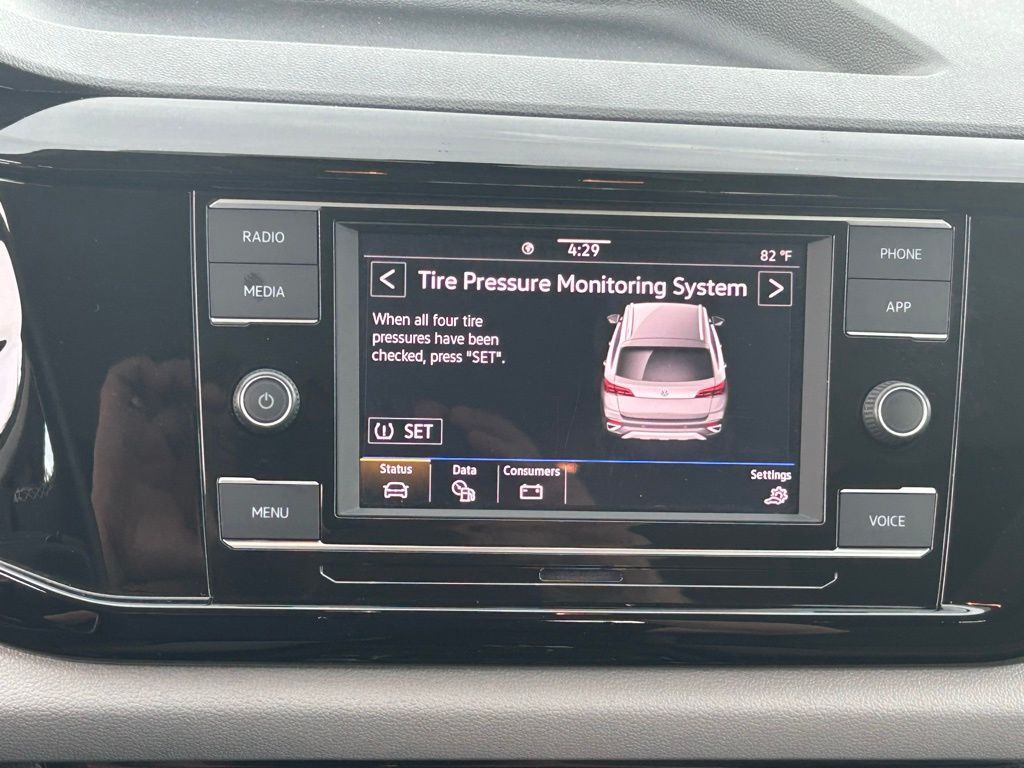 RADIO
MEDIA
MENU
4:29
82 °F
< Tire Pressure Monitoring System >
When all four tire
pressures have been
checked, press "SET".
SET
Status
Data
Consumers
Settings
PHONE
APP
VOICE